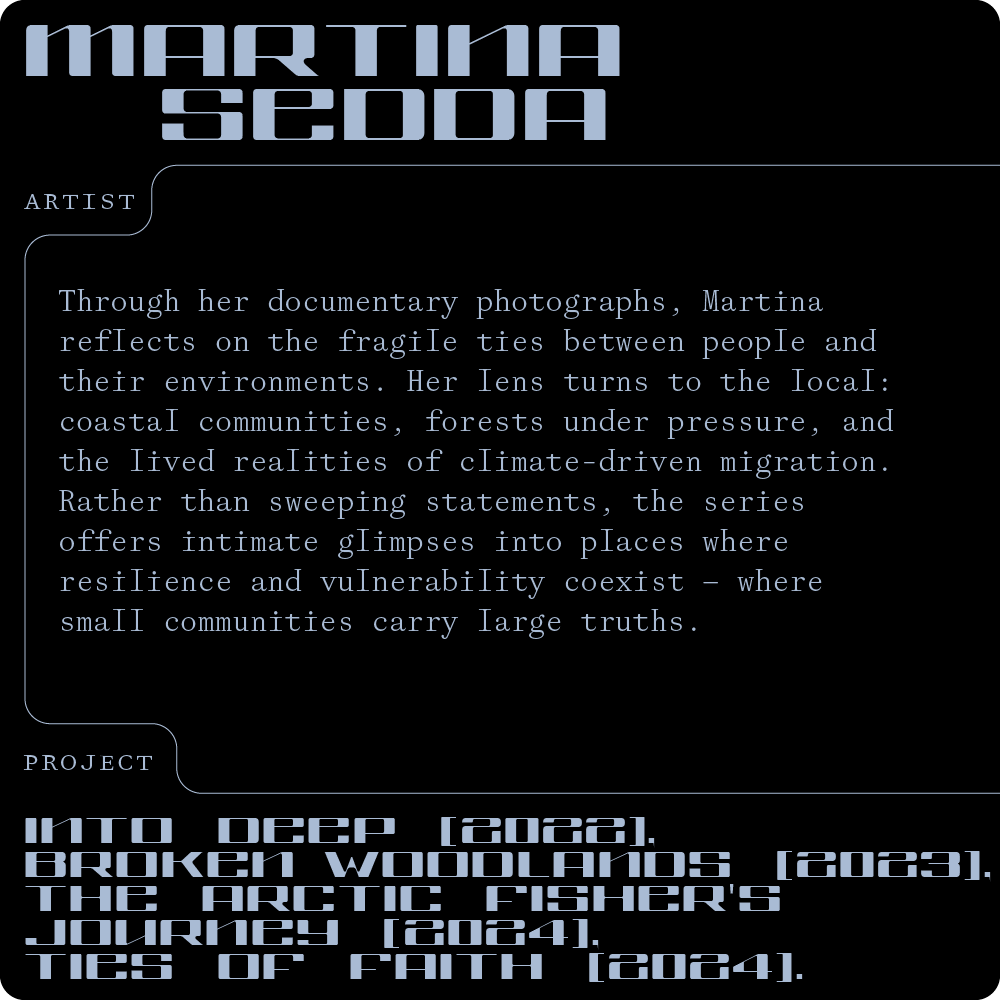 MARTINA
SEDDA
ARTIST
Through her documentary photographs, Martina
reflects on the fragile ties between people and
their environments. Her lens turns to the local:
coastal communities, forests under pressure, and
the lived realities of climate-driven migration.
Rather than sweeping statements, the series
offers intimate glimpses into places where
resilience and vulnerability coexist – where
small communities carry large truths.
PROJECT
INTO DEEP [2022],
BROKEN WOODLANDS [2023],
THE ARCTIC FISHER'S
JOURNEY [2024],
TIES OF FAITH [2024].